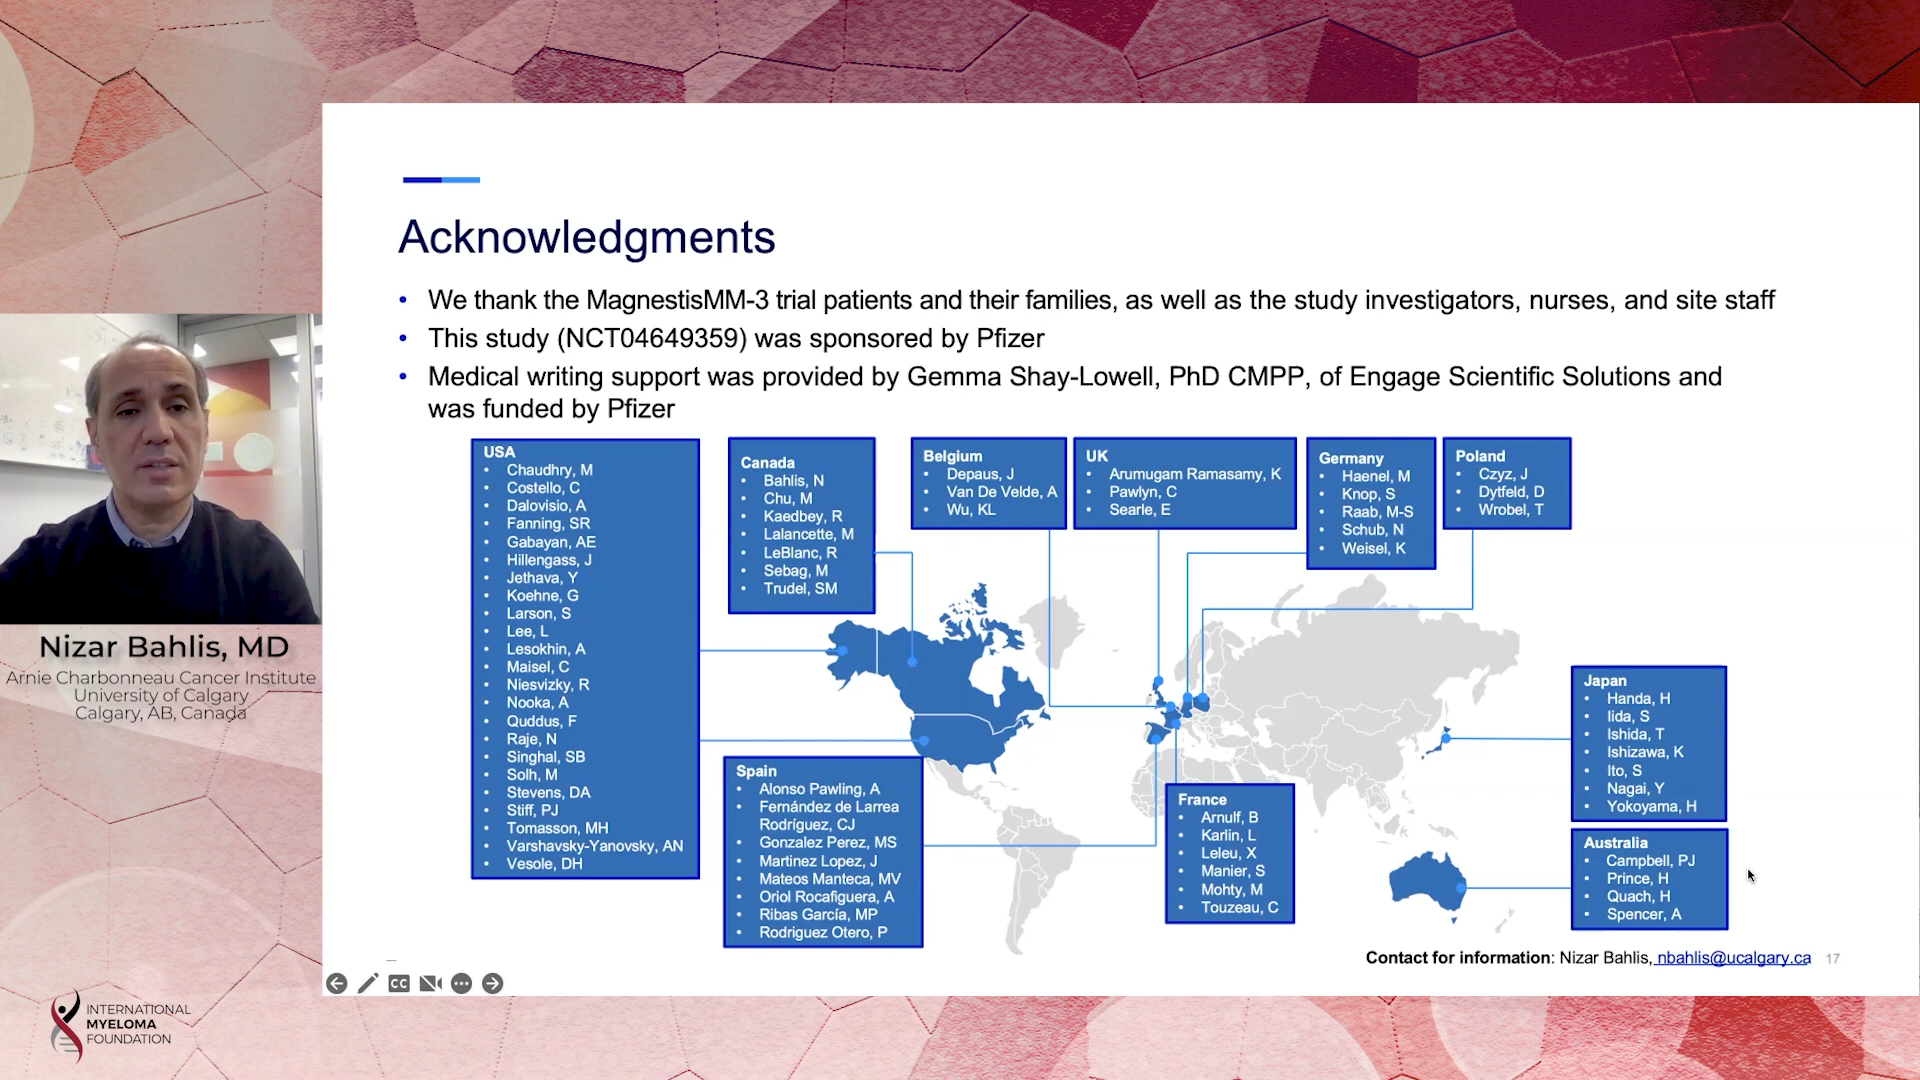 Acknowledgments
• We thank the MagnestisMM-3 trial patients and their families, as well as the study investigators, nurses, and site staff
• This study (NCT04649359) was sponsored by Pfizer
• Medical writing support was provided by Gemma Shay-Lowell, PhD CMPP, of Engage Scientific Solutions and
was funded by Pfizer
USA
• Chaudhry, M
• Costello, C
• Dalovisio, A
• Fanning, SR
• Gabayan, AE
• Hillengass, J
• Jethava, Y
• Koehne, G
• Larson, S
• Lee, L
• Lesokhin, A
• Maisel, C
• Niesvizky, R
• Nooka, A
• Quddus, F
• Raje, N
• Singhal, SB
• Solh, M
• Stevens, DA
• Stiff, PJ
• Tomasson, MH
• Varshavsky-Yanovsky, AN
• Vesole, DH
Canada
• Bahlis, N
• Chu, M
• Kaedbey, R
• Lalancette, M
• LeBlanc, R
• Sebag, M
• Trudel, SM
Belgium
• Depaus, J
• Van De Velde, A
• Wu, KL
UK
• Arumugam Ramasamy, K
• Pawlyn, C
• Searle, E
Germany
• Haenel, M
• Knop, S
• Raab, M-S
• Schub, N
• Weisel, K
Poland
• Czyz, J
• Dytfeld, D
• Wrobel, T
Spain
• Alonso Pawling, A
• Fernández de Larrea
Rodríguez, CJ
• Gonzalez Perez, MS
• Martinez Lopez, J
• Mateos Manteca, MV
• Oriol Rocafiguera, A
• Ribas García, MP
• Rodriguez Otero, P
France
• Arnulf, B
• Karlin, L
• Leleu, X
• Manier, S
• Mohty, M
• Touzeau, C
Japan
• Handa, H
• Iida, S
• Ishida, T
• Ishizawa, K
• Ito, S
• Nagai, Y
• Yokoyama, H
Australia
• Campbell, PJ
• Prince, H
• Quach, H
• Spencer, A
Contact for information: Nizar Bahlis, nbahlis@ucalgary.ca 17
CC
Nizar Bahlis, MD
Arnie Charbonneau Cancer Institute
University of Calgary
Calgary, AB, Canada
INTERNATIONAL
MYELOMA
FOUNDATION